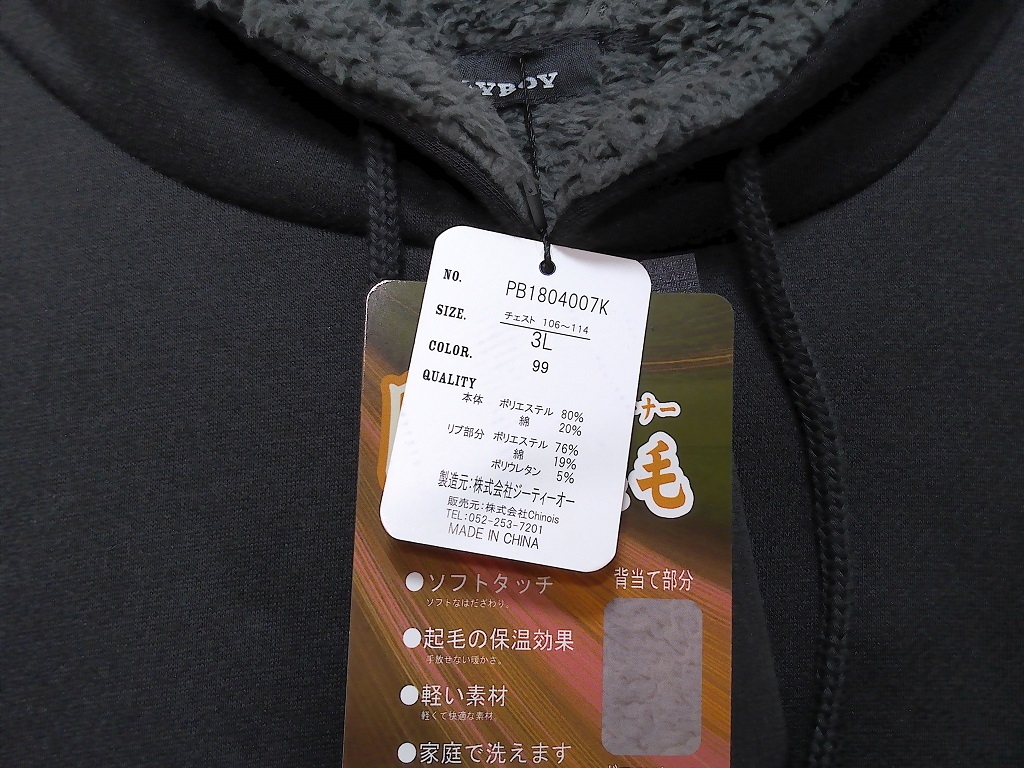 YBOY
NO. PB1804007K
SIZE. チェスト 106～114
3L
COLOR. 99
QUALITY
本体 ポリエステル 80%
綿 20%
リブ部分 ポリエステル 76%
綿 19%
ポリウレタン 5%
製造元:株式会社ジーティーオー
販売元:株式会社Chinois
TEL:052-253-7201
MADE IN CHINA
ナー
毛
●ソフトタッチ
ソフトなはだざわり。
●起毛の保温効果
手放せない暖かさ。
●軽い素材
軽くて快適な素材
●家庭で洗えます
背当て部分